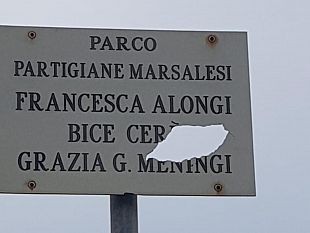 PARCO
PARTIGIANE MARSALESI
FRANCESCA ALONGI
BICE
GRAZIA G. MENINGI